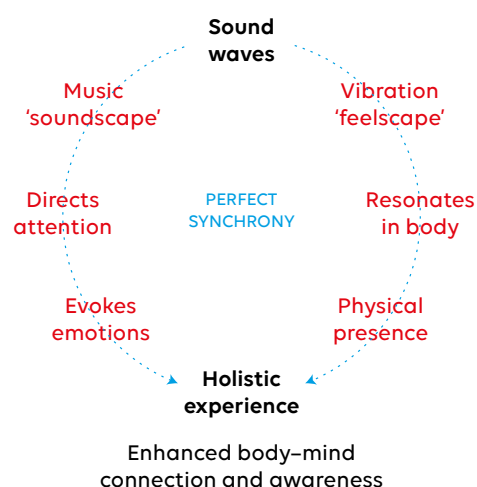 Sound
waves
Music
'soundscape'
Vibration
'feelscape'
Directs
attention
PERFECT
SYNCHRONY
Resonates
in body
Evokes
emotions
Physical
presence
Holistic
experience
Enhanced body–mind
connection and awareness